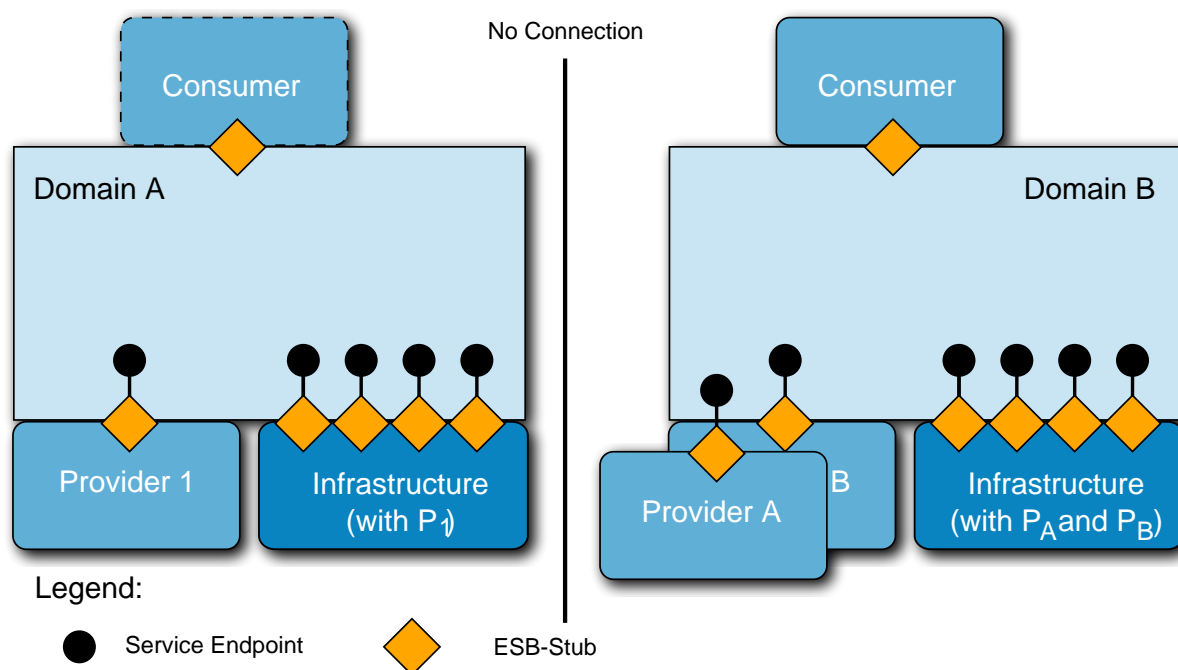 No Connection
Consumer
Consumer
Domain A
Domain B
Provider 1
Infrastructure
(with P1)
B
Provider A
Infrastructure
(with PA and PB)
Legend:
Service Endpoint
ESB-Stub